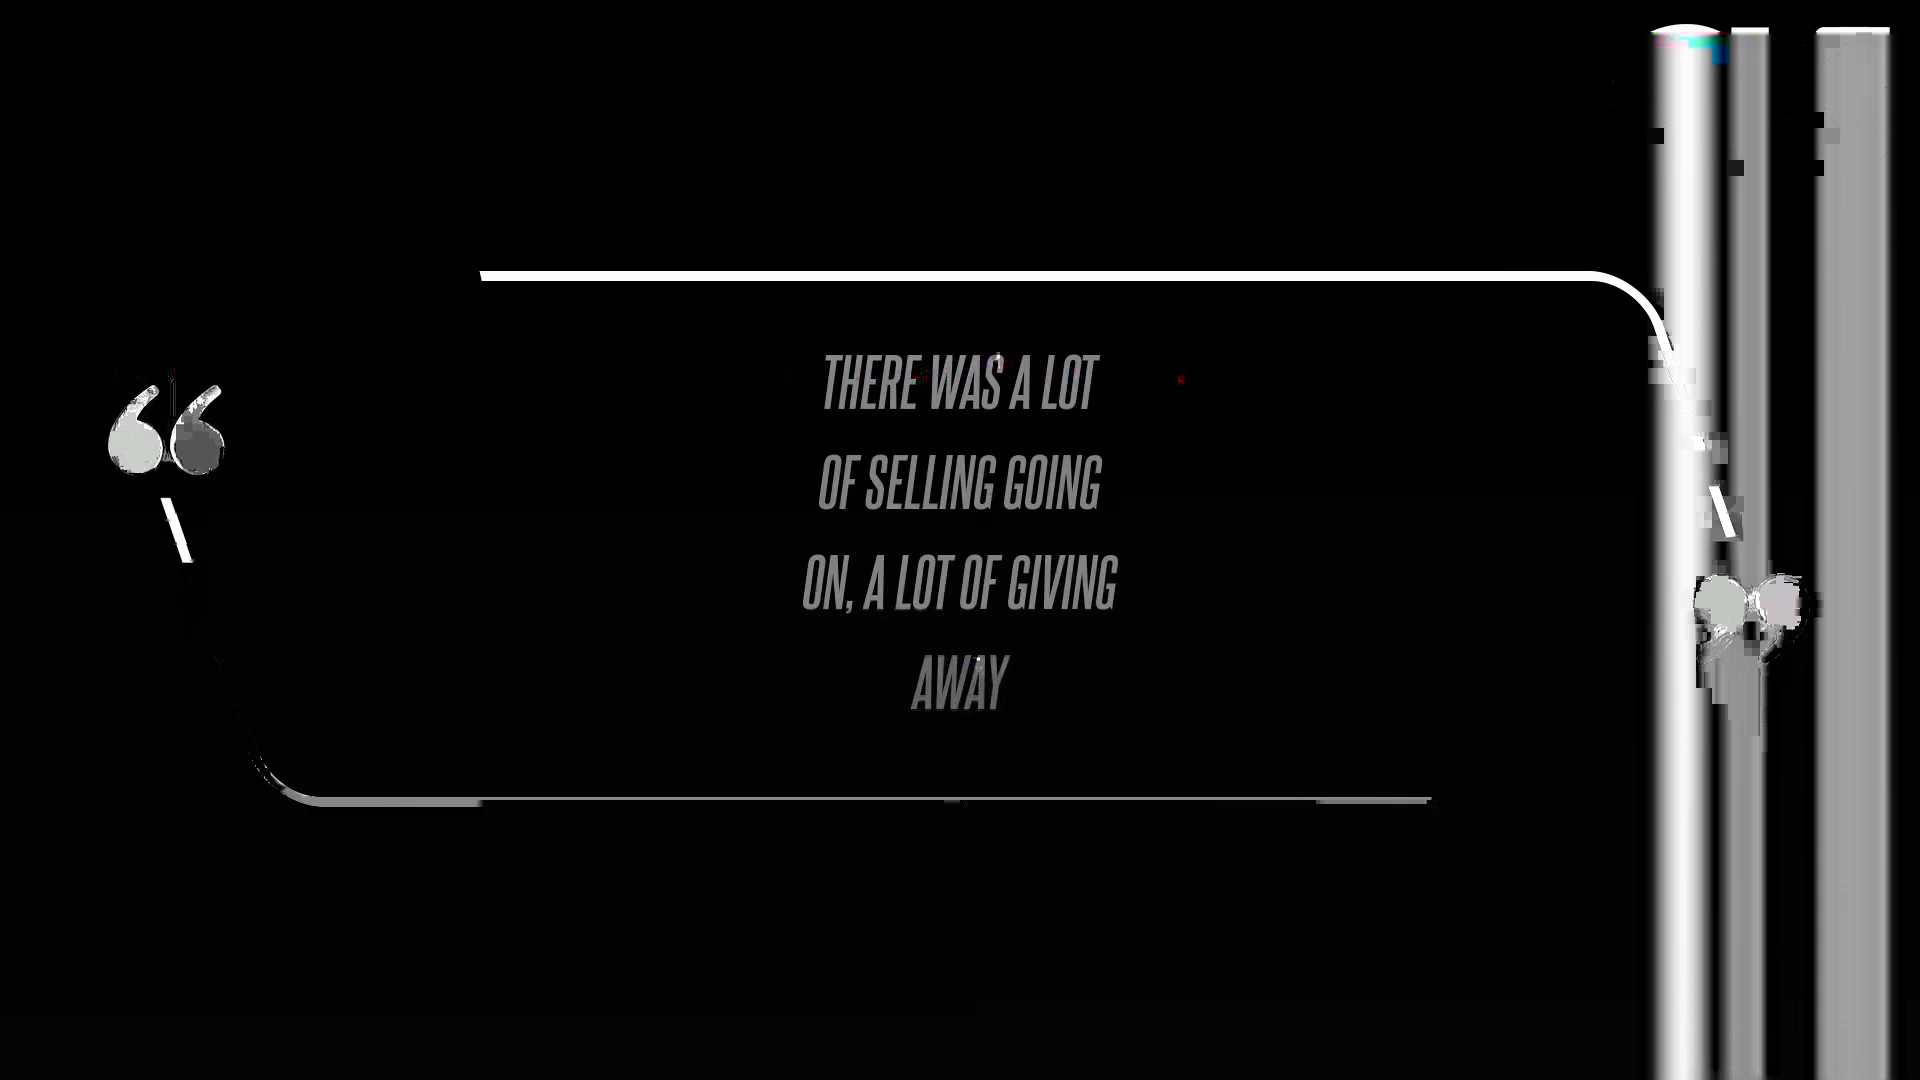 THERE WAS A LOT
OF SELLING GOING
ON, A LOT OF GIVING
AWAY